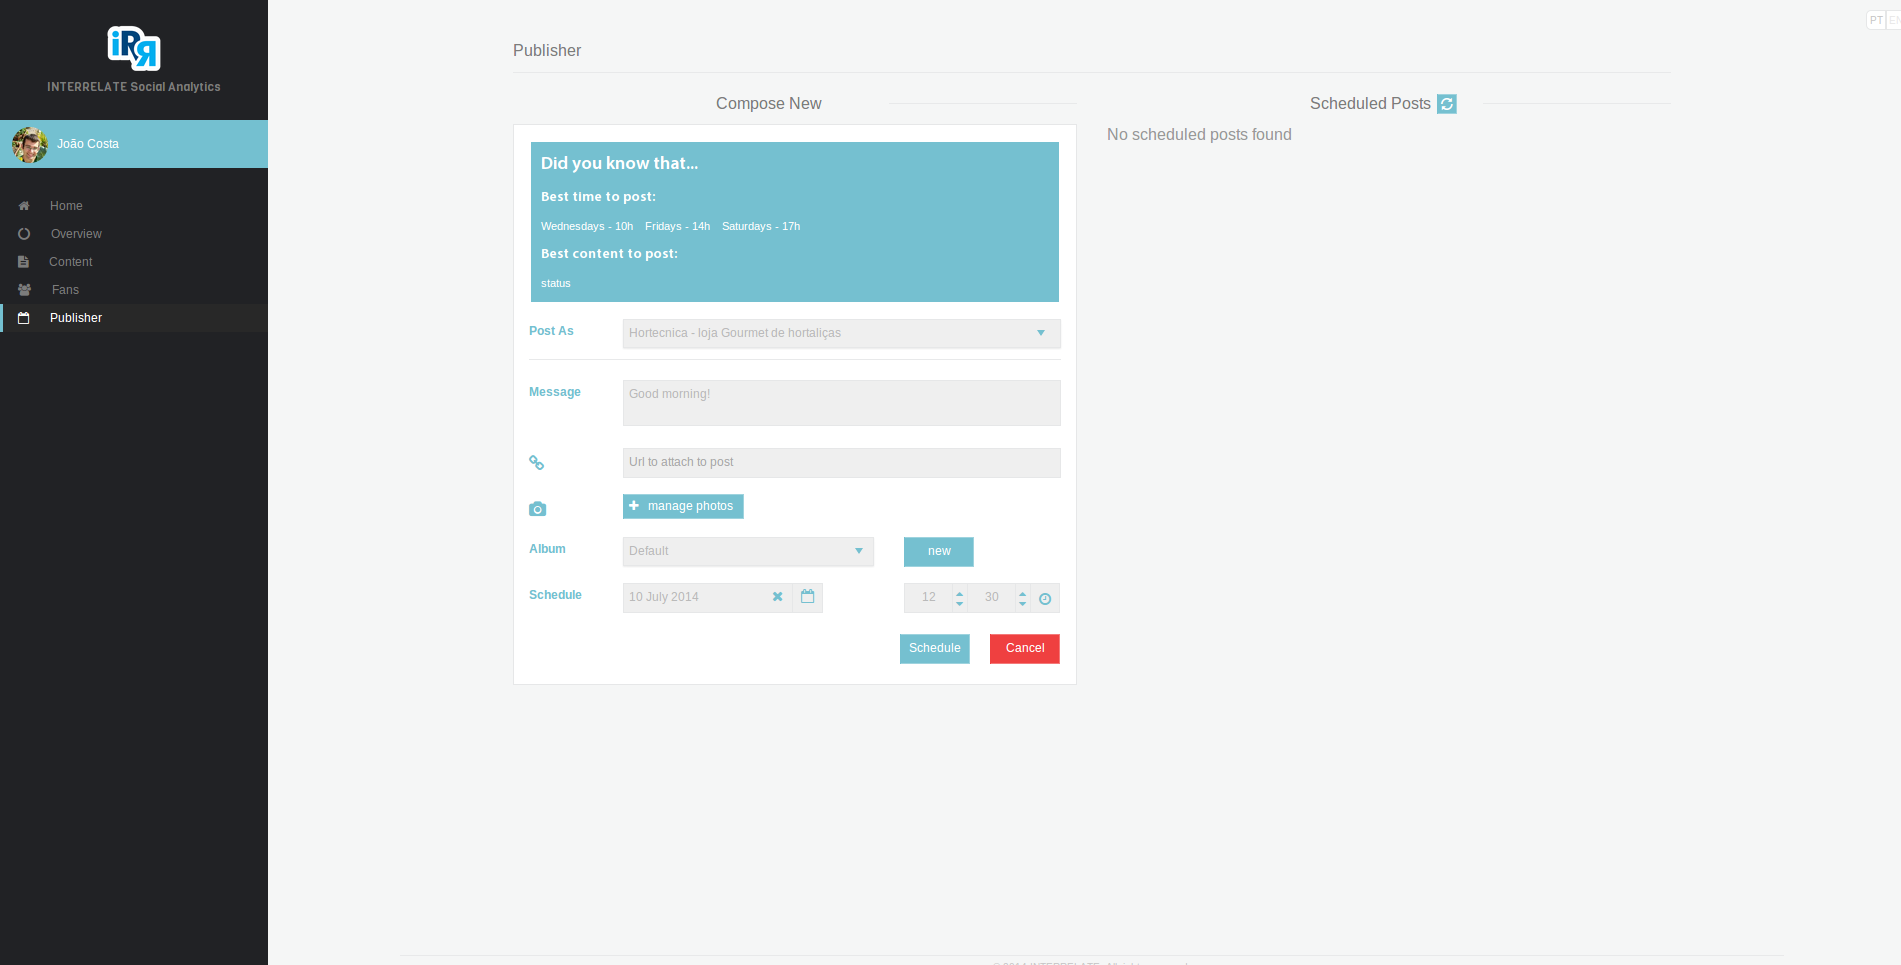 iRR
INTERRELATE Social Analytics
João Costa
Home
Overview
Content
Fans
Publisher
PT EN
Publisher
Compose New
Did you know that...
Best time to post:
Wednesdays - 10h Fridays - 14h Saturdays - 17h
Best content to post:
status
Post As Hortecnica - loja Gourmet de hortaliças
Message Good morning!
Url to attach to post
manage photos
Album Default new
Schedule 10 July 2014 12 30
Schedule Cancel
Scheduled Posts
No scheduled posts found